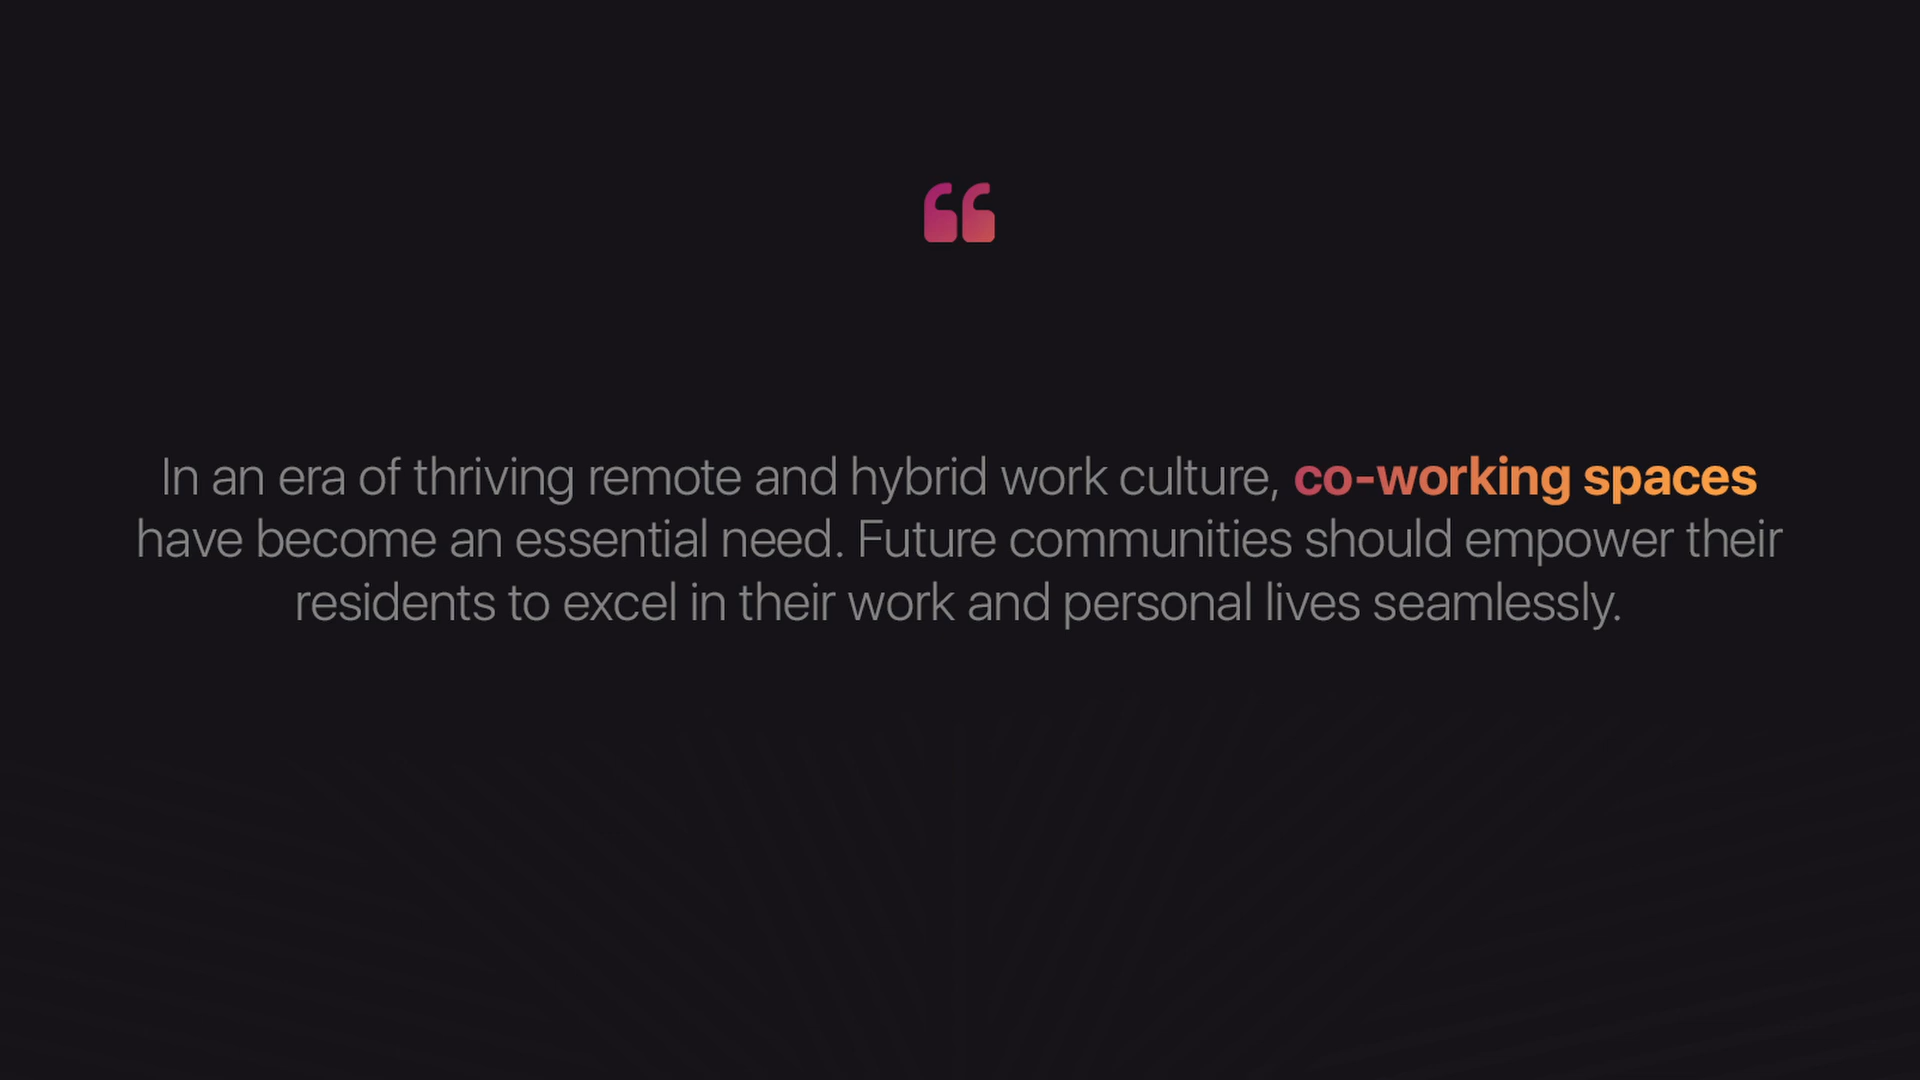 ❝
In an era of thriving remote and hybrid work culture, co-working spaces
have become an essential need. Future communities should empower their
residents to excel in their work and personal lives seamlessly.